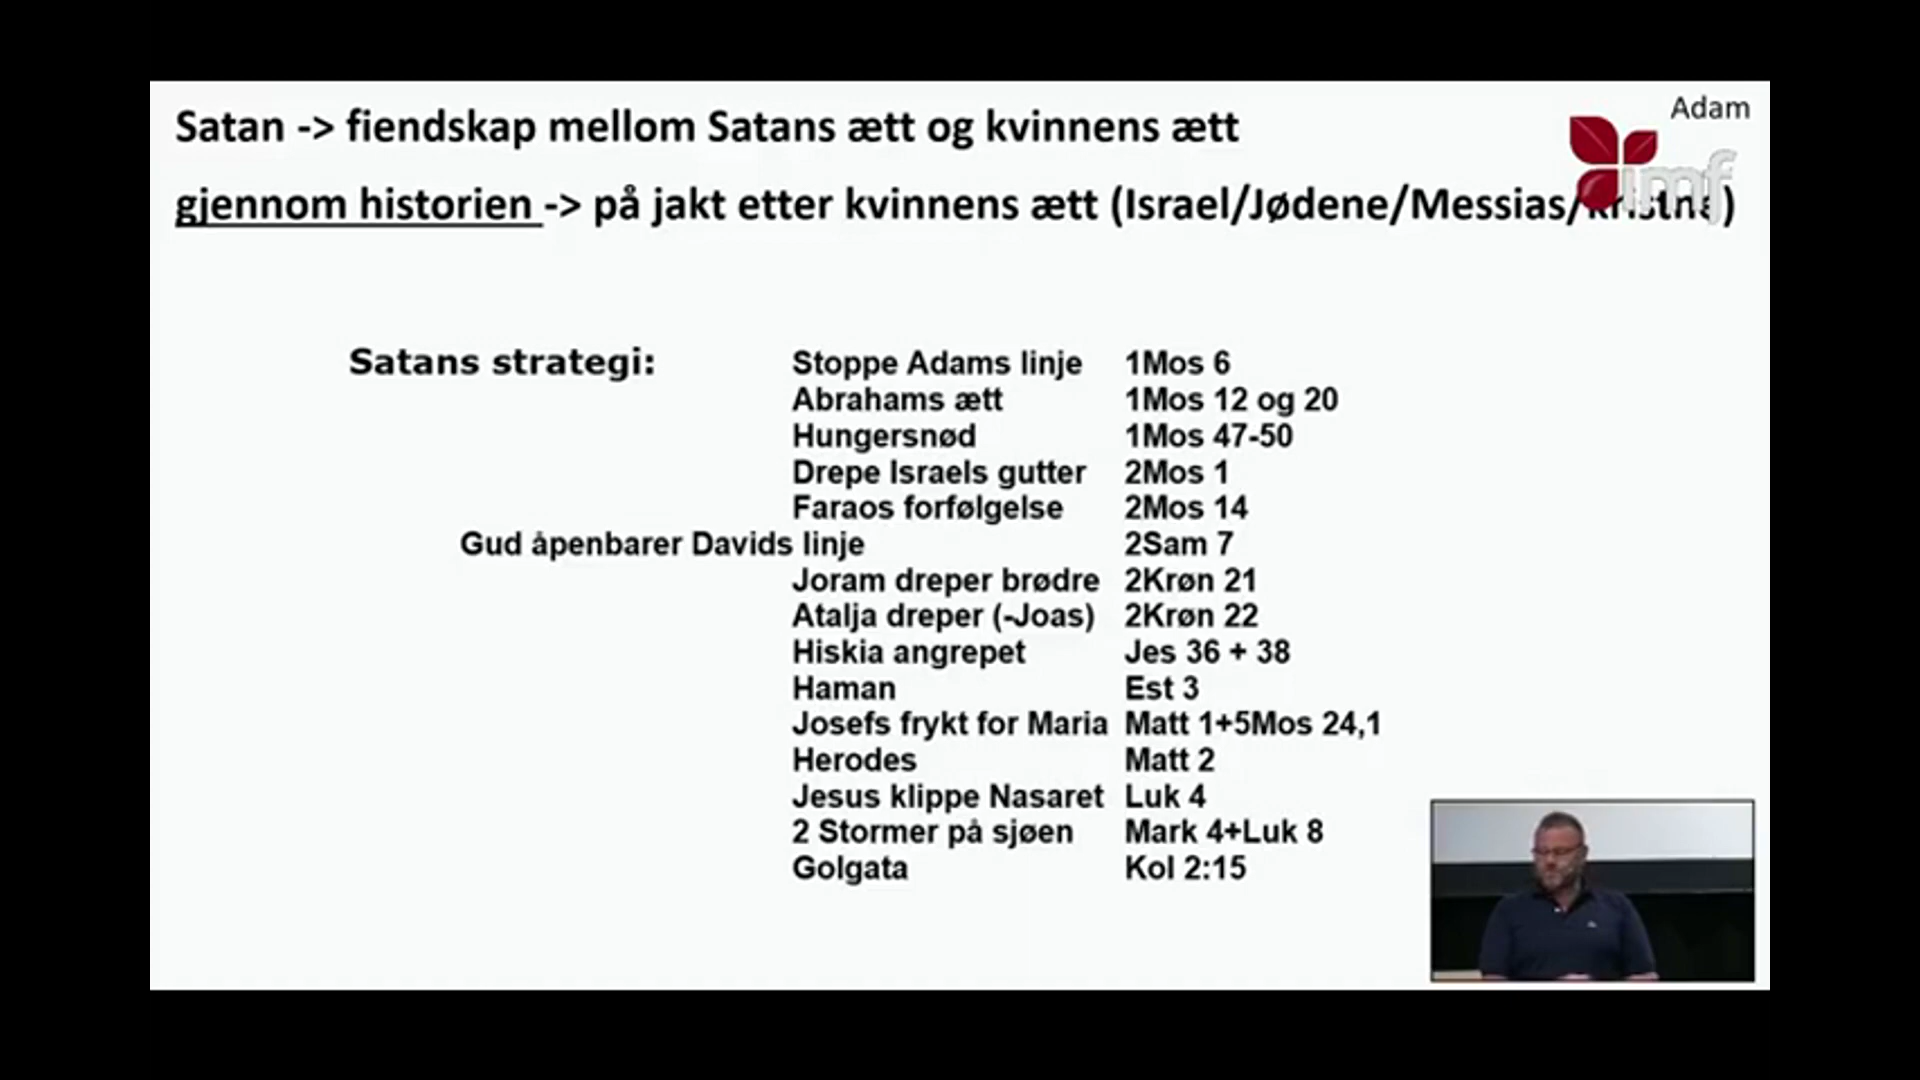 Adam
Satan -> fiendskap mellom Satans ætt og kvinnens ætt
imf
gjennom historien -> på jakt etter kvinnens ætt (Israel/Jødene/Messias/kristne)
Satans strategi: Stoppe Adams linje 1Mos 6
Abrahams ætt 1Mos 12 og 20
Hungersnød 1Mos 47-50
Drepe Israels gutter 2Mos 1
Faraos forfølgelse 2Mos 14
Gud åpenbarer Davids linje 2Sam 7
Joram dreper brødre 2Krøn 21
Atalja dreper (-Joas) 2Krøn 22
Hiskia angrepet Jes 36 + 38
Haman Est 3
Josefs frykt for Maria Matt 1+5Mos 24,1
Herodes Matt 2
Jesus klippe Nasaret Luk 4
2 Stormer på sjøen Mark 4+Luk 8
Golgata Kol 2:15